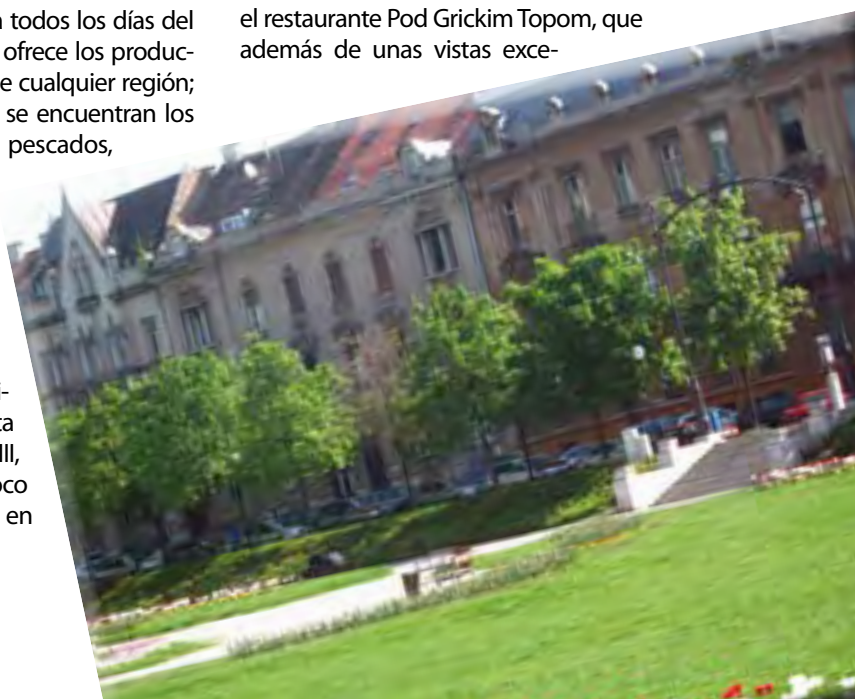 todos los días del
ofrece los produc-
e cualquier región;
se encuentran los
pescados,
i-
ta
III,
oco
en
el restaurante Pod Grickim Topom, que
además de unas vistas exce-